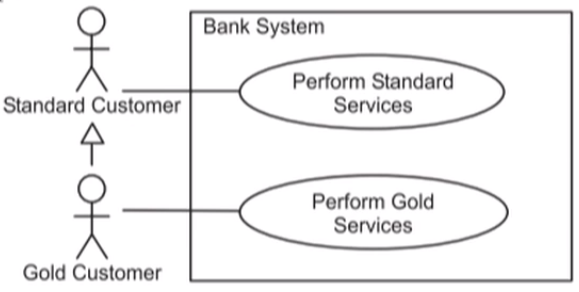 Bank System
Perform Standard
Services
Standard Customer
Perform Gold
Services
Gold Customer